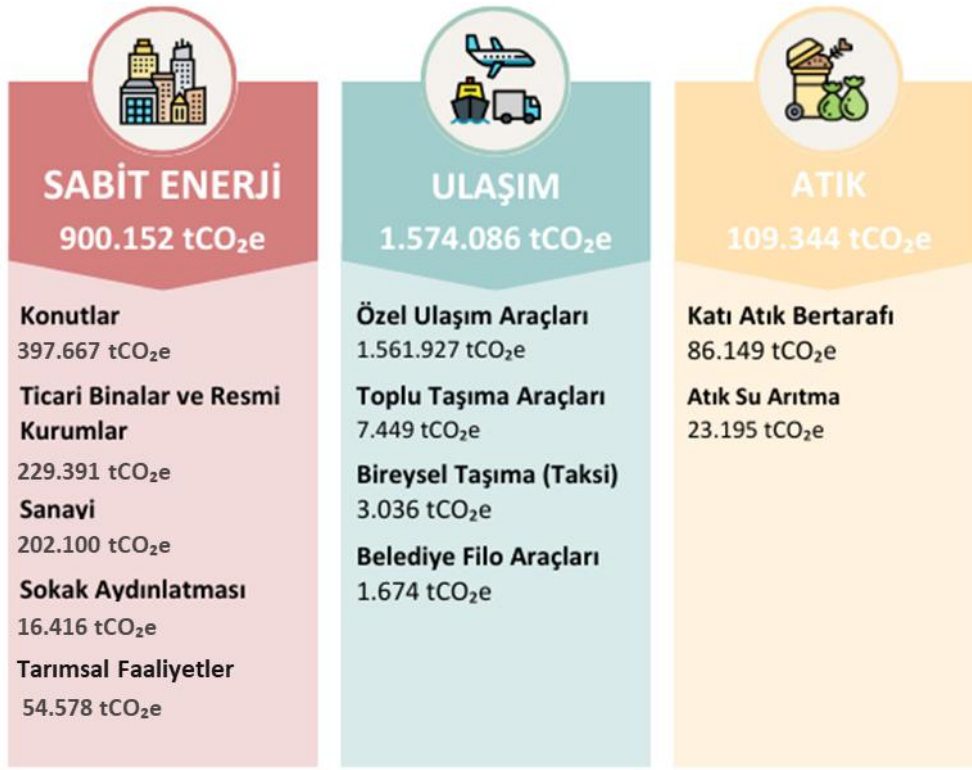 SABİT ENERJİ
900.152 tCO₂e
Konutlar
397.667 tCO₂e
Ticari Binalar ve Resmi
Kurumlar
229.391 tCO₂e
Sanayi
202.100 tCO₂e
Sokak Aydınlatması
16.416 tCO₂e
Tarımsal Faaliyetler
54.578 tCO₂e
ULAŞIM
1.574.086 tCO₂e
Özel Ulaşım Araçları
1.561.927 tCO₂e
Toplu Taşıma Araçları
7.449 tCO₂e
Bireysel Taşıma (Taksi)
3.036 tCO₂e
Belediye Filo Araçları
1.674 tCO₂e
ATIK
109.344 tCO₂e
Katı Atık Bertarafı
86.149 tCO₂e
Atık Su Arıtma
23.195 tCO₂e